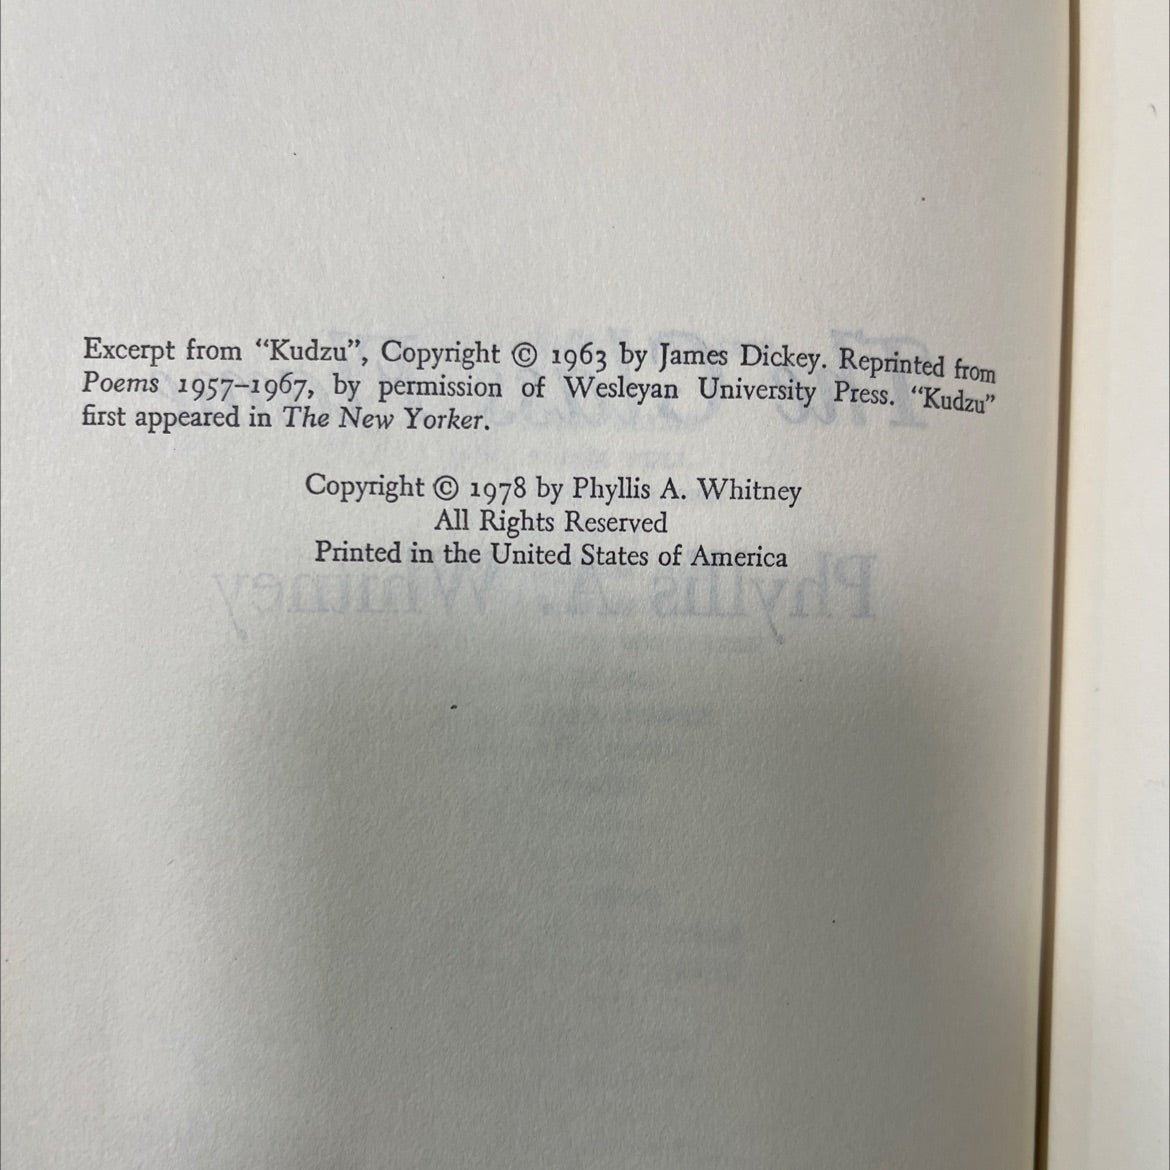 Excerpt from “Kudzu”, Copyright © 1963 by James Dickey. Reprinted from
Poems 1957–1967, by permission of Wesleyan University Press. “Kudzu”
first appeared in The New Yorker.
Copyright © 1978 by Phyllis A. Whitney
All Rights Reserved
Printed in the United States of America
Phyllis A. Whitney